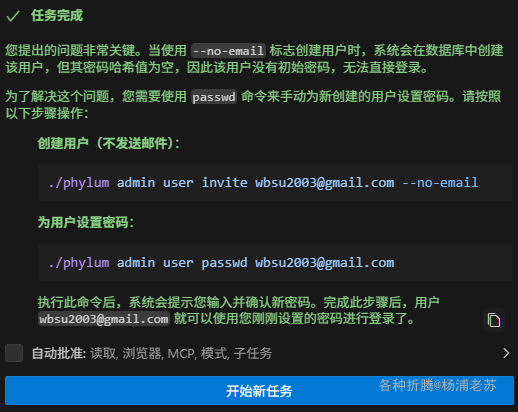 任务完成
您提出的问题非常关键。当使用 --no-email 标志创建用户时，系统会在数据库中创建
该用户，但其密码哈希值为空，因此该用户没有初始密码，无法直接登录。
为了解决这个问题，您需要使用 passwd 命令来手动为新创建的用户设置密码。请按照
以下步骤操作：
创建用户（不发送邮件）：
./phylum admin user invite wbsu2003@gmail.com --no-email
为用户设置密码：
./phylum admin user passwd wbsu2003@gmail.com
执行此命令后，系统会提示您输入并确认新密码。完成此步骤后，用户
wbsu2003@gmail.com 就可以使用您刚刚设置的密码进行登录了。
自动批准: 读取, 浏览器, MCP, 模式, 子任务
开始新任务
各种折腾@杨浦老苏